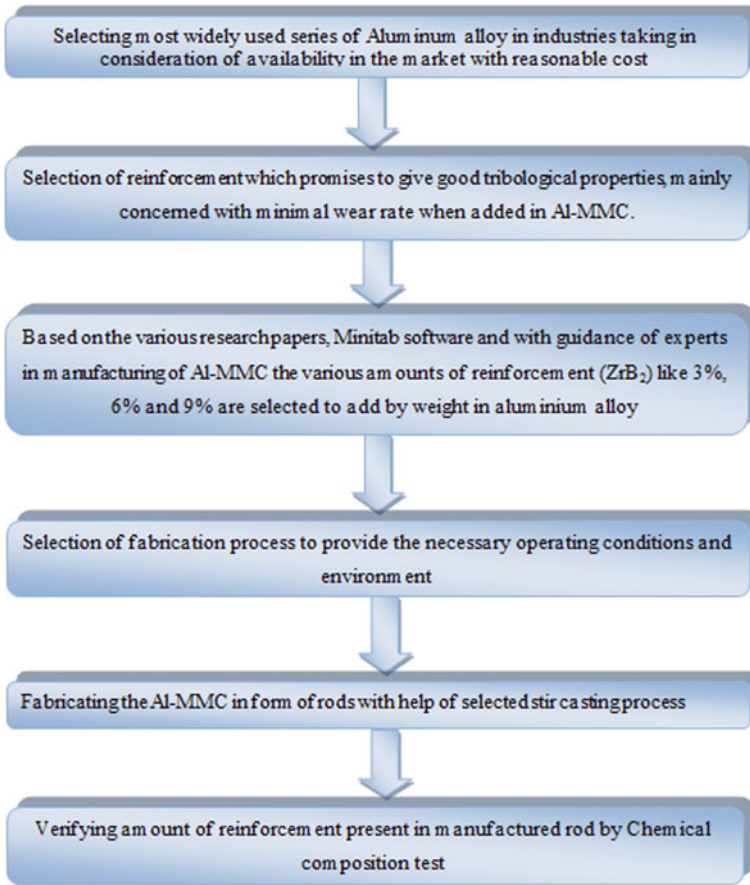 Selecting most widely used series of Aluminum alloy in industries taking in
consideration of availability in the market with reasonable cost
Selection of reinforcement which promises to give good tribological properties, mainly
concerned with minimal wear rate when added in Al-MMC.
Based on the various research papers, Minitab software and with guidance of experts
in manufacturing of Al-MMC the various amounts of reinforcement (ZrB₂) like 3%,
6% and 9% are selected to add by weight in aluminium alloy
Selection of fabrication process to provide the necessary operating conditions and
environment
Fabricating the Al-MMC in form of rods with help of selected stir casting process
Verifying amount of reinforcement present in manufactured rod by Chemical
composition test